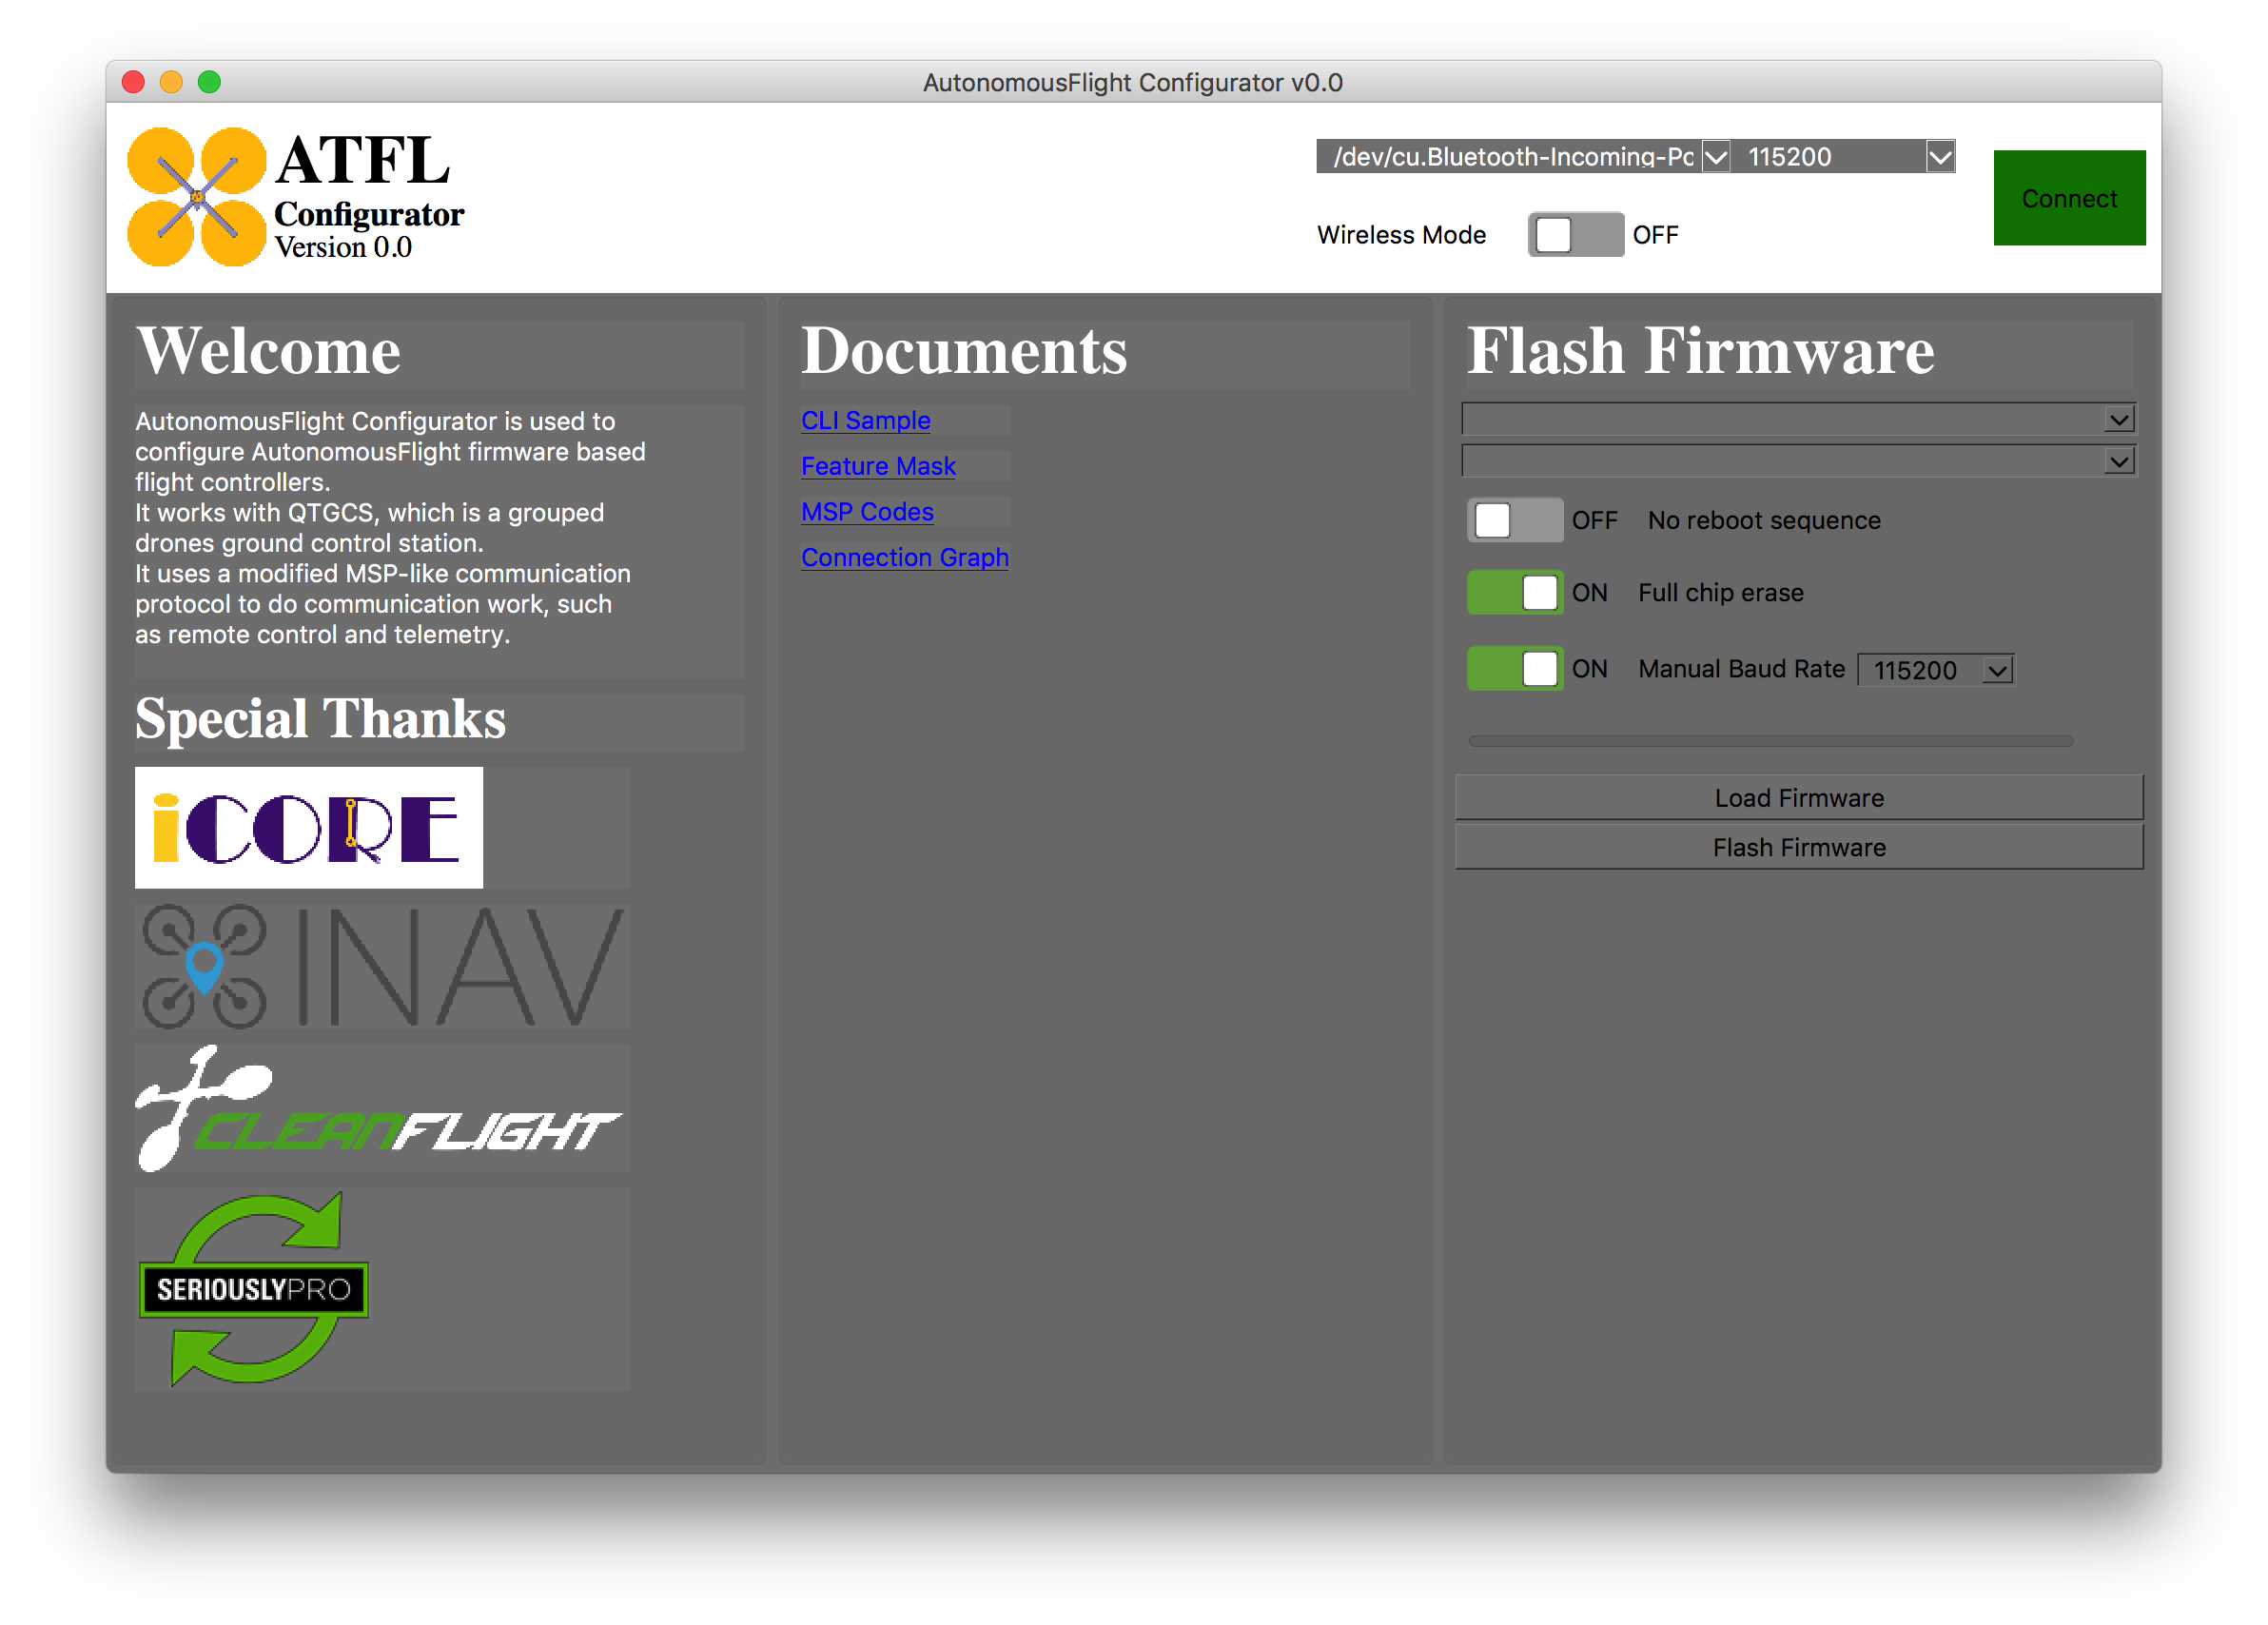 AutonomousFlight Configurator v0.0
ATFL
Configurator
Version 0.0
/dev/cu.Bluetooth-Incoming-Po
115200
Wireless Mode
OFF
Connect
Welcome
AutonomousFlight Configurator is used to
configure AutonomousFlight firmware based
flight controllers.
It works with QTGCS, which is a grouped
drones ground control station.
It uses a modified MSP-like communication
protocol to do communication work, such
as remote control and telemetry.
Special Thanks
iCORE
INAV
CLEANFLIGHT
SERIOUSLYPRO
Documents
CLI Sample
Feature Mask
MSP Codes
Connection Graph
Flash Firmware
OFF No reboot sequence
ON Full chip erase
ON Manual Baud Rate 115200
Load Firmware
Flash Firmware